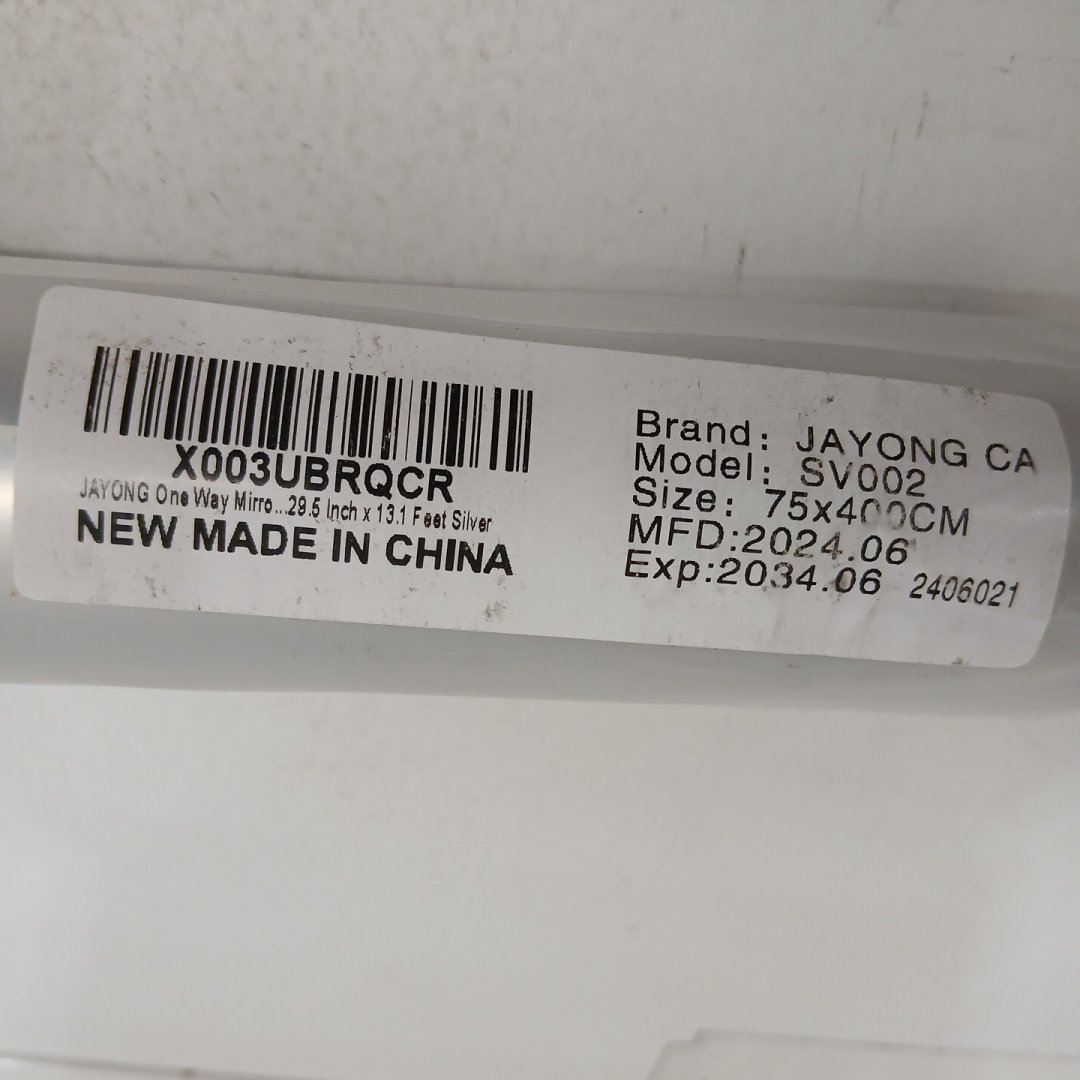 X003UBRQCR
JAYONG One Way Mirro...29.5 Inch x 13.1 Feet Silver
NEW MADE IN CHINA
Brand: JAYONG CA
Model: SV002
Size: 75x400CM
MFD:2024.06
Exp:2034.06 2406021